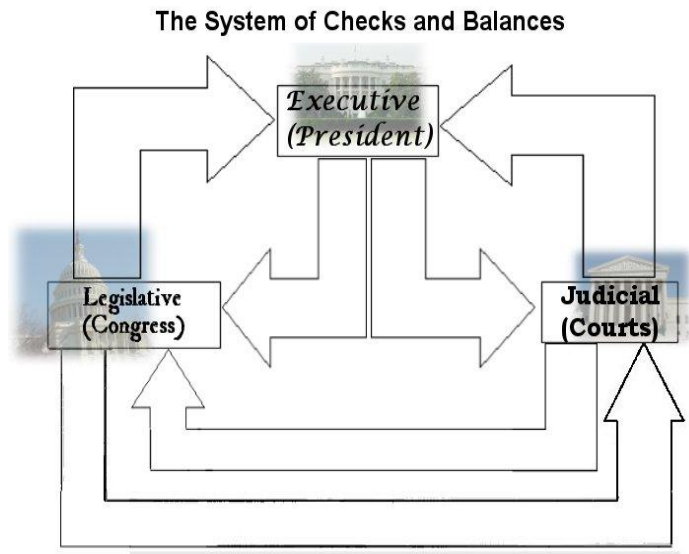 The System of Checks and Balances
Executive
(President)
Legislative
(Congress)
Judicial
(Courts)